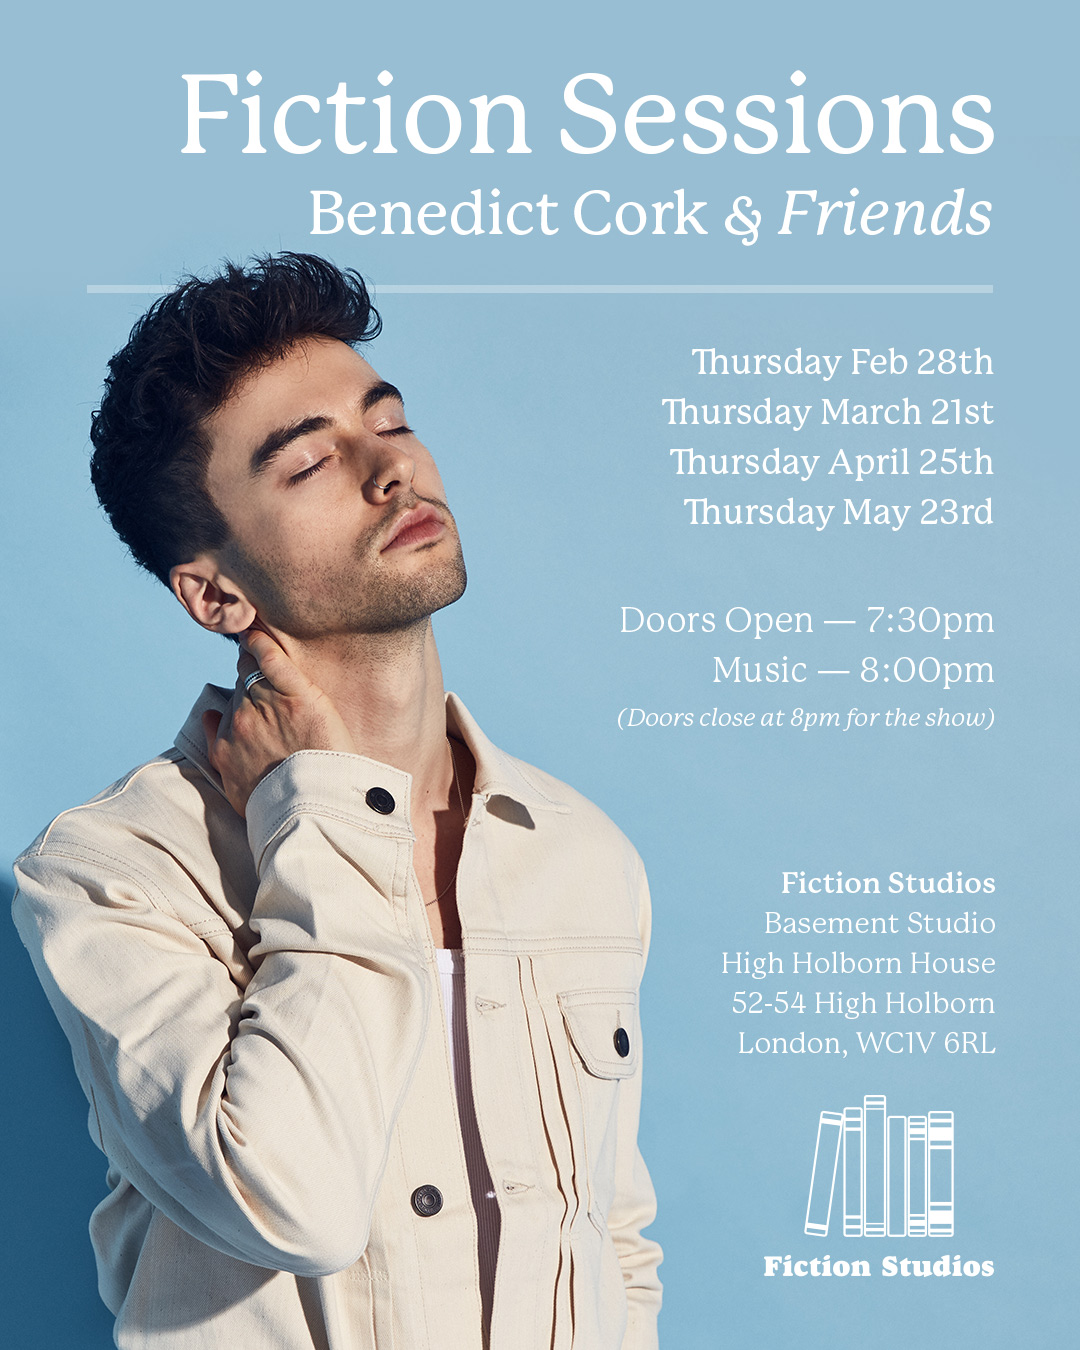 Fiction Sessions
Benedict Cork & Friends
Thursday Feb 28th
Thursday March 21st
Thursday April 25th
Thursday May 23rd
Doors Open — 7:30pm
Music — 8:00pm
(Doors close at 8pm for the show)
Fiction Studios
Basement Studio
High Holborn House
52-54 High Holborn
London, WC1V 6RL
Fiction Studios